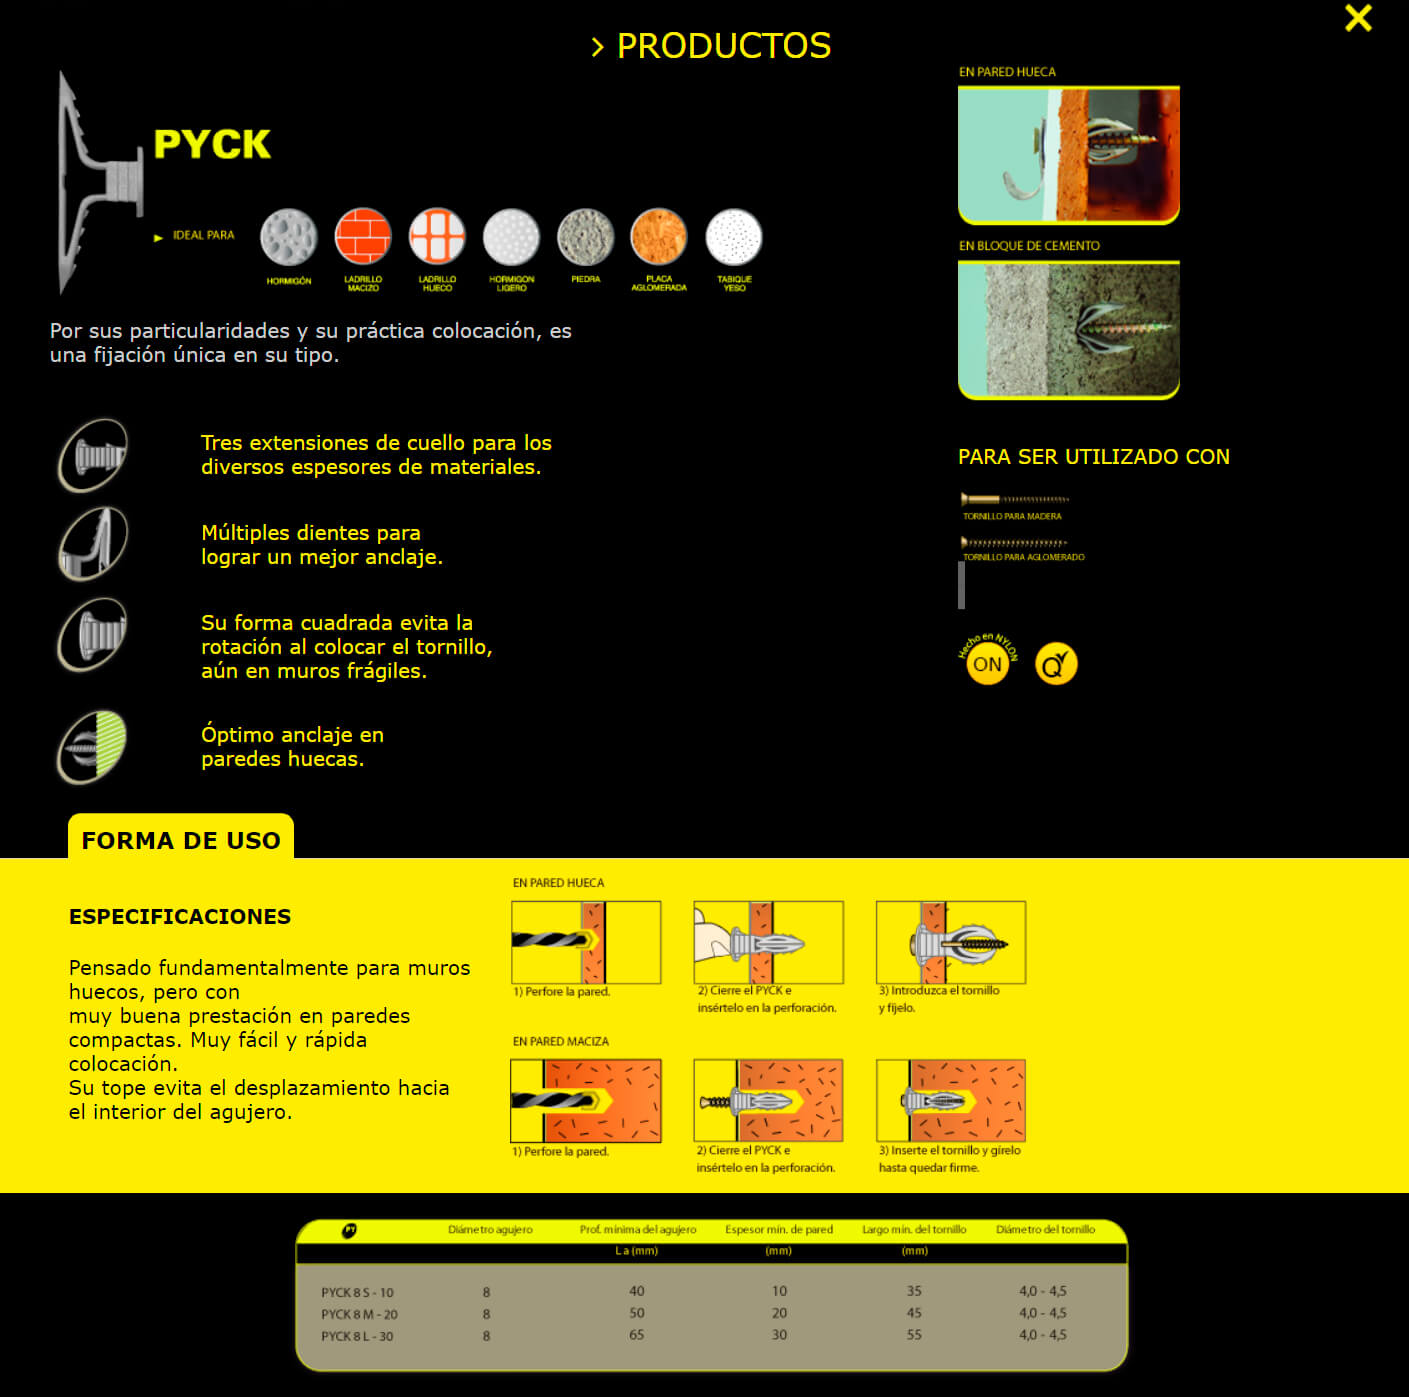 > PRODUCTOS
PYCK
IDEAL PARA
HORMIGÓN
LADRILLO
MACIZO
LADRILLO
HUECO
HORMIGON
LIGERO
PIEDRA
PLACA
AGLOMERADA
TABIQUE
YESO
Por sus particularidades y su práctica colocación, es
una fijación única en su tipo.
Tres extensiones de cuello para los
diversos espesores de materiales.
Múltiples dientes para
lograr un mejor anclaje.
Su forma cuadrada evita la
rotación al colocar el tornillo,
aún en muros frágiles.
Óptimo anclaje en
paredes huecas.
EN PARED HUECA
EN BLOQUE DE CEMENTO
PARA SER UTILIZADO CON
TORNILLO PARA MADERA
TORNILLO PARA AGLOMERADO
Hecho en NYLON
ON
Q
FORMA DE USO
ESPECIFICACIONES
Pensado fundamentalmente para muros
huecos, pero con
muy buena prestación en paredes
compactas. Muy fácil y rápida
colocación.
Su tope evita el desplazamiento hacia
el interior del agujero.
EN PARED HUECA
1) Perfore la pared.
2) Cierre el PYCK e
insértelo en la perforación.
3) Introduzca el tornillo
y fíjelo.
EN PARED MACIZA
1) Perfore la pared.
2) Cierre el PYCK e
insértelo en la perforación.
3) Inserte el tornillo y gírelo
hasta quedar firme.
PY Diámetro agujero Prof. mínima del agujero Espesor mín. de pared Largo mín. del tornillo Diámetro del tornillo
L a (mm) (mm) (mm)
PYCK 8 S - 10 8 40 10 35 4,0 - 4,5
PYCK 8 M - 20 8 50 20 45 4,0 - 4,5
PYCK 8 L - 30 8 65 30 55 4,0 - 4,5